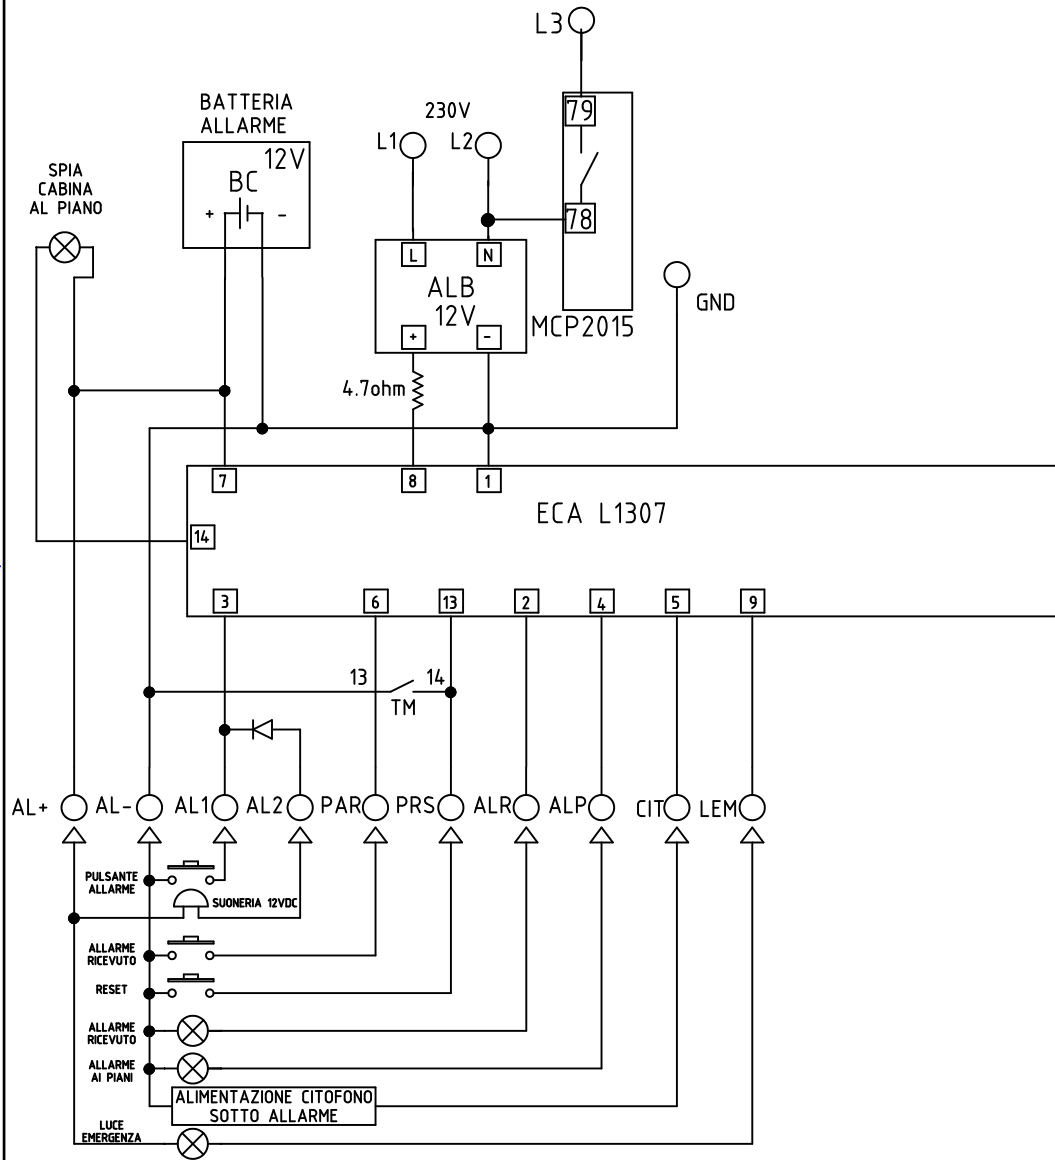 L3
79
78
MCP2015
BATTERIA
ALLARME
12V
BC
+ -
230V
L1 L2
SPIA
CABINA
AL PIANO
L N
ALB
12V
+ -
GND
4.7ohm
7 8 1
ECA L1307
14
3 6 13 2 4 5 9
13 14
TM
AL+ AL- AL1 AL2 PAR PRS ALR ALP CIT LEM
PULSANTE
ALLARME
SUONERIA 12VDC
ALLARME
RICEVUTO
RESET
ALLARME
RICEVUTO
ALLARME
AI PIANI
ALIMENTAZIONE CITOFONO
SOTTO ALLARME
LUCE
EMERGENZA